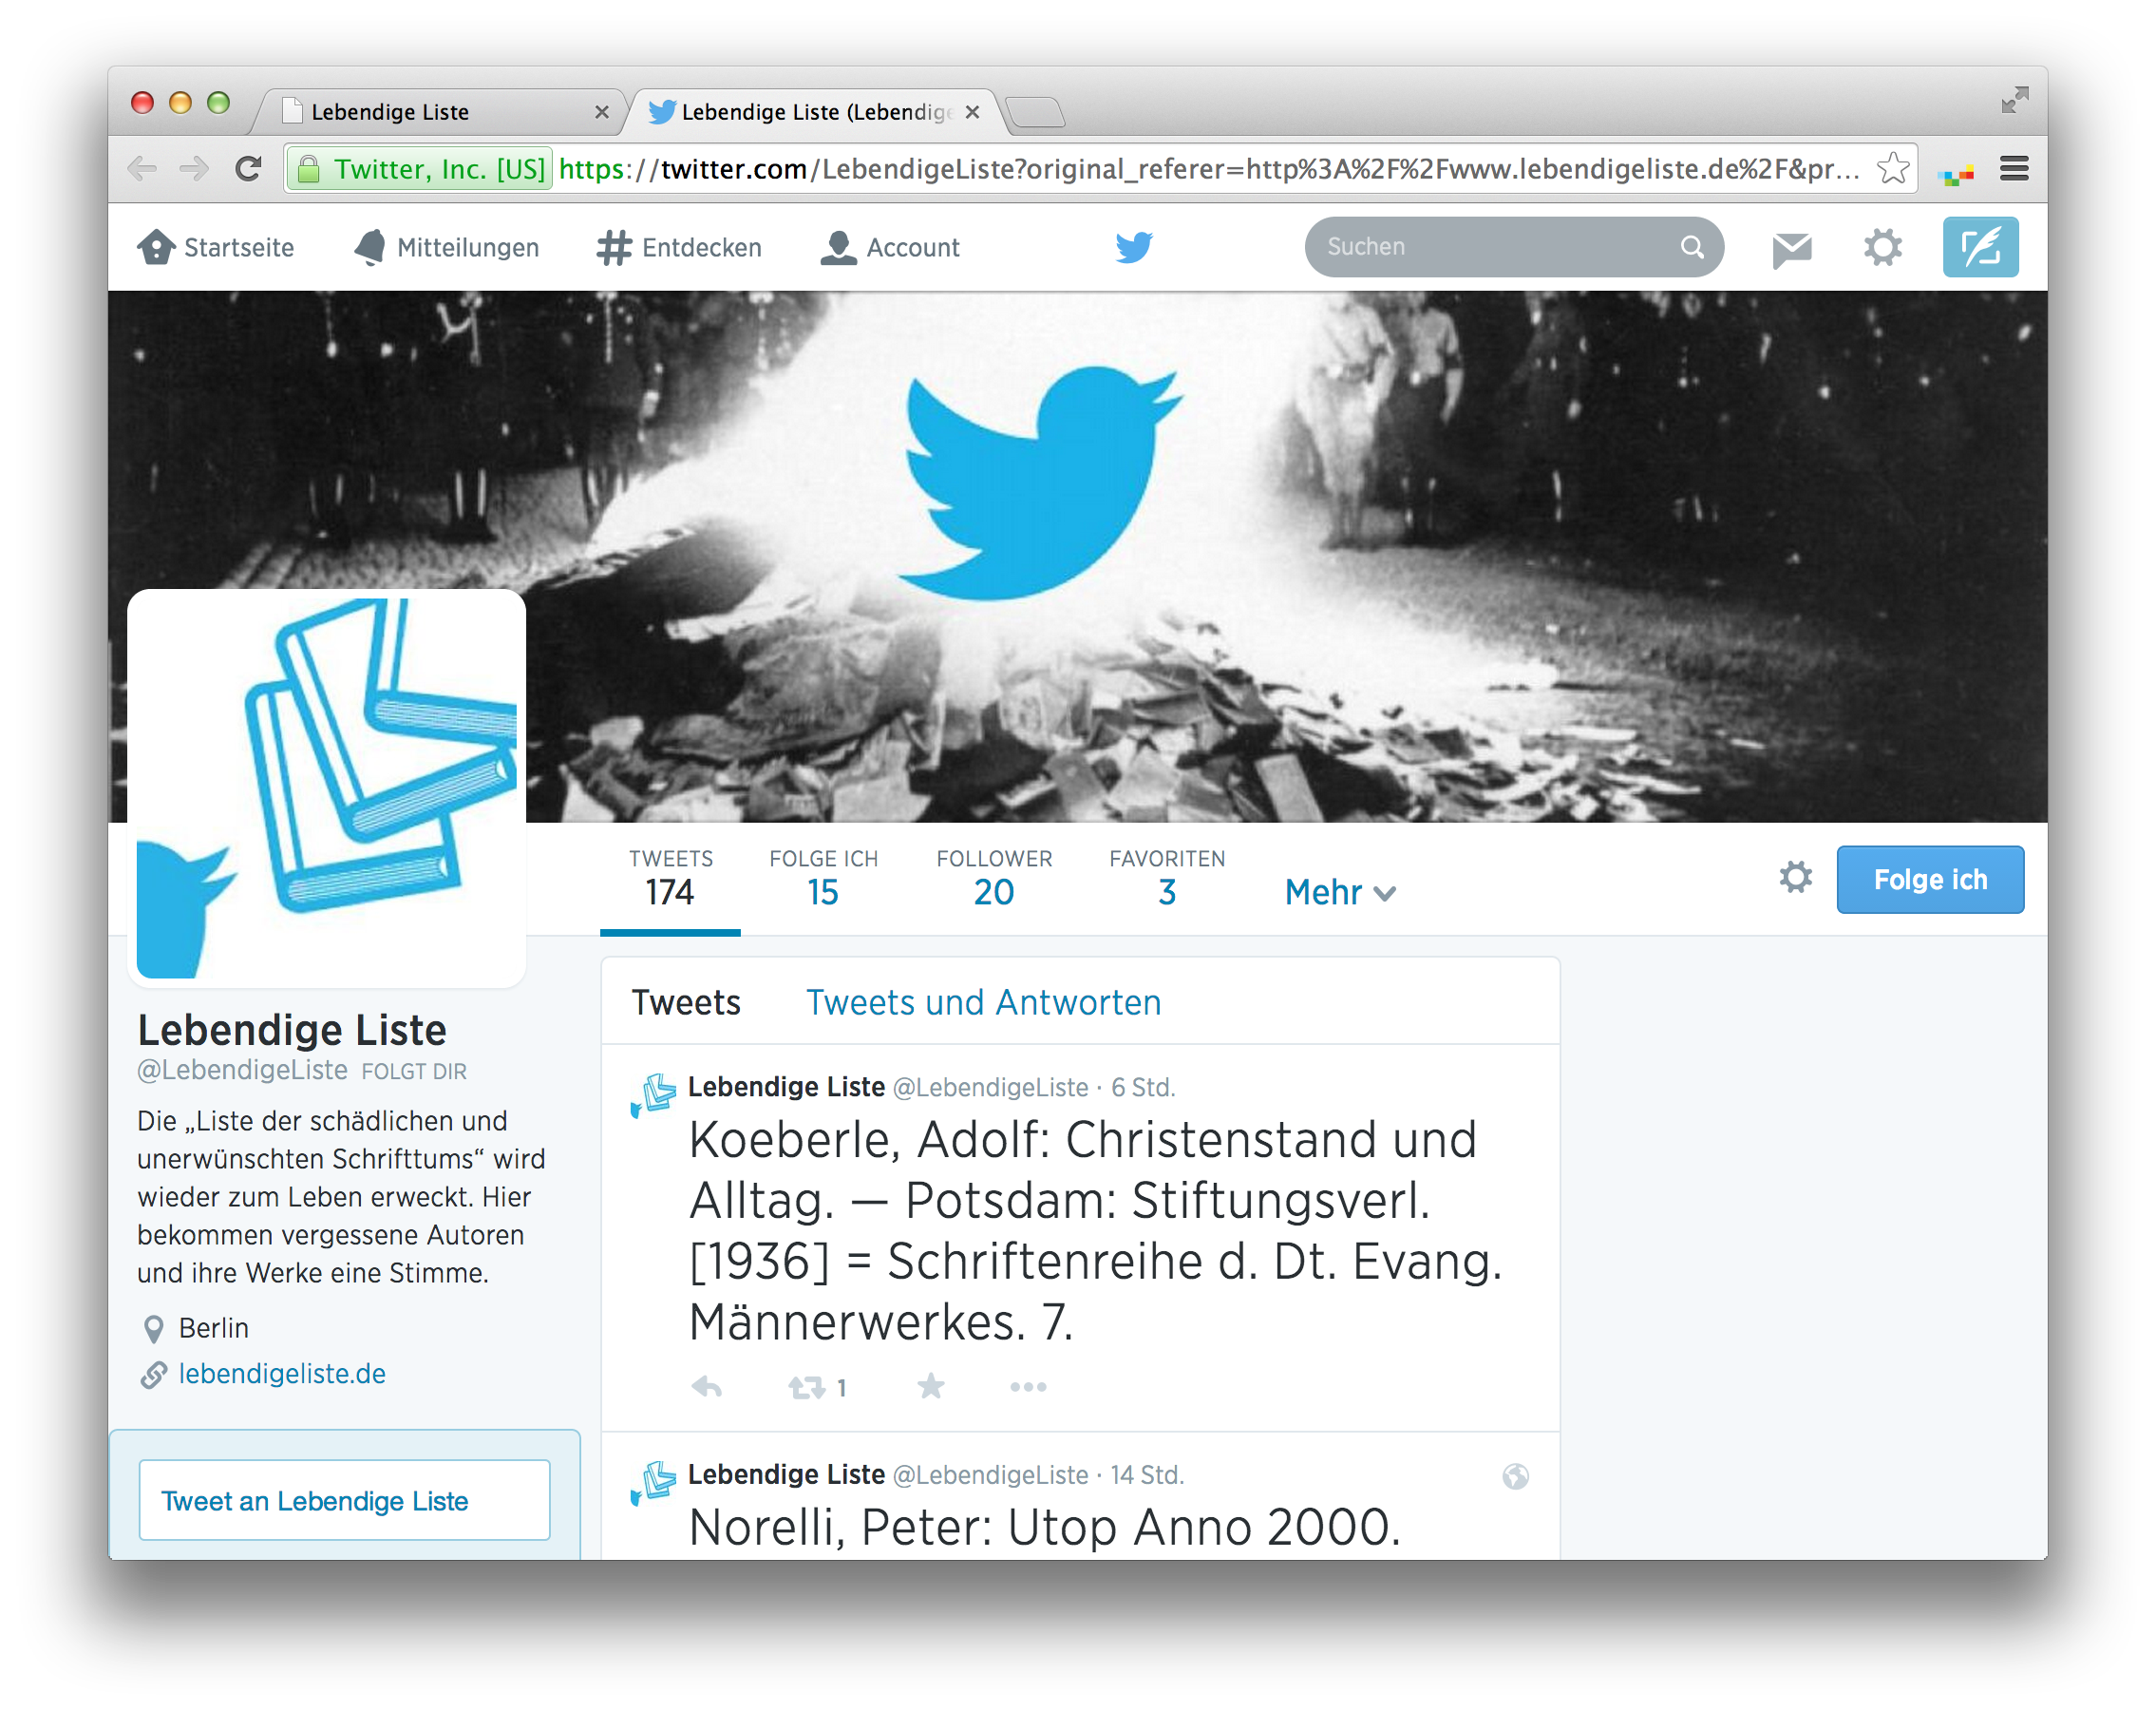 Lebendige Liste
Lebendige Liste (Lebendige
Twitter, Inc. [US] https://twitter.com/LebendigeListe?original_referer=http%3A%2F%2Fwww.lebendigeliste.de%2F&pr...
Startseite
Mitteilungen
Entdecken
Account
Suchen
TWEETS
174
FOLGE ICH
15
FOLLOWER
20
FAVORITEN
3
Mehr
Folge ich
Lebendige Liste
@LebendigeListe FOLGT DIR
Die „Liste der schädlichen und
unerwünschten Schrifttums“ wird
wieder zum Leben erweckt. Hier
bekommen vergessene Autoren
und ihre Werke eine Stimme.
Berlin
lebendigeliste.de
Tweet an Lebendige Liste
Tweets
Tweets und Antworten
Lebendige Liste @LebendigeListe · 6 Std.
Koeberle, Adolf: Christenstand und
Alltag. — Potsdam: Stiftungsverl.
[1936] = Schriftenreihe d. Dt. Evang.
Männerwerkes. 7.
1
Lebendige Liste @LebendigeListe · 14 Std.
Norelli, Peter: Utop Anno 2000.